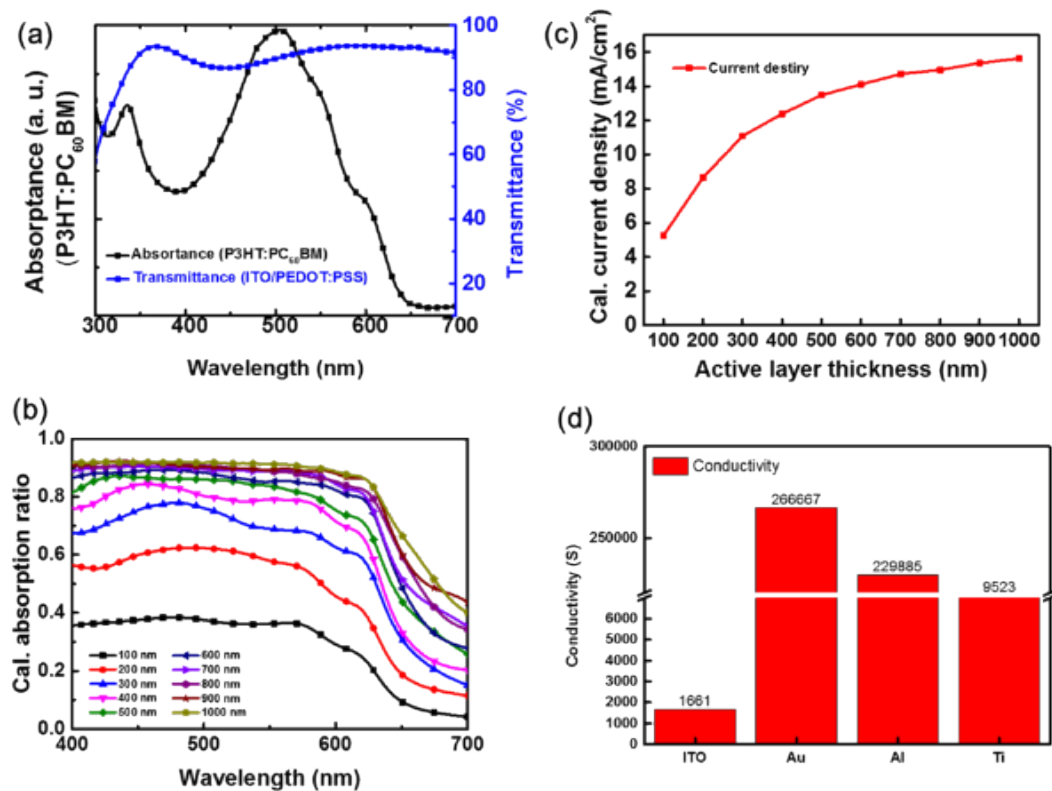 (a)
Absorptance (a. u.)
(P3HT:PC60BM)
100
90
80
70
60
50
40
30
20
Transmittance (%)
Absortance (P3HT:PC60BM)
Transmittance (ITO/PEDOT:PSS)
300 400 500 600 700
Wavelength (nm)
(c)
Cal. current density (mA/cm2)
16
14
12
10
8
6
4
2
0
Current destiry
100 200 300 400 500 600 700 800 900 1000
Active layer thickness (nm)
(b)
Cal. absorption ratio
1.0
0.8
0.6
0.4
0.2
0.0
100 nm 600 nm
200 nm 700 nm
300 nm 800 nm
400 nm 900 nm
500 nm 1000 nm
400 500 600 700
Wavelength (nm)
(d)
Conductivity (S)
300000
250000
6000
5000
4000
3000
2000
1000
0
Conductivity
266667
229885
9523
1661
ITO Au Al Ti